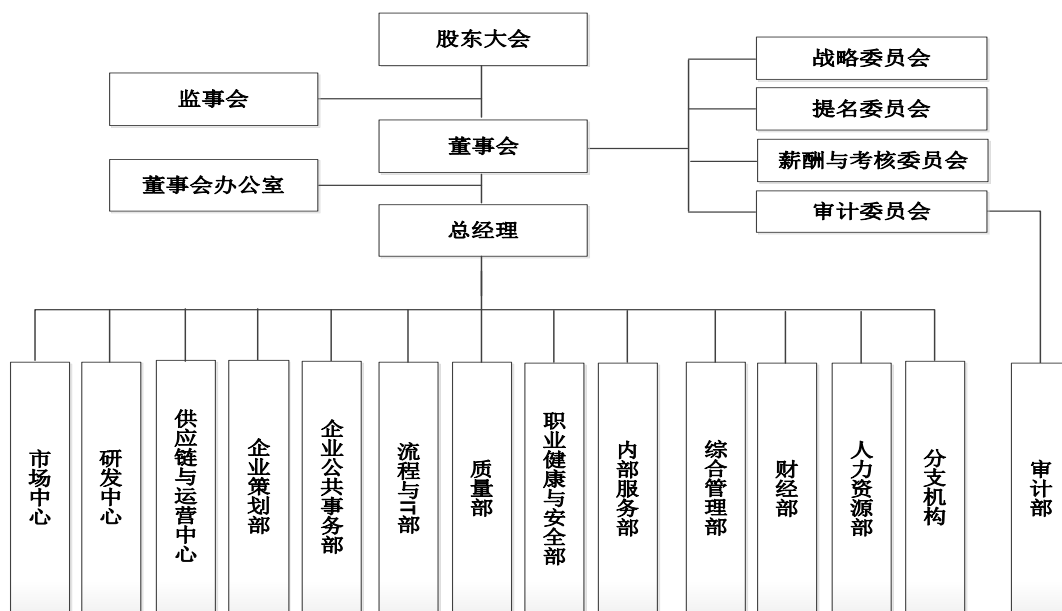 股东大会
战略委员会
监事会
提名委员会
董事会
薪酬与考核委员会
董事会办公室
审计委员会
总经理
市场中心
研发中心
供应链与运营中心
企业策划部
企业公共事务部
流程与IT部
质量部
职业健康与安全部
内部服务部
综合管理部
财经部
人力资源部
分支机构
审计部